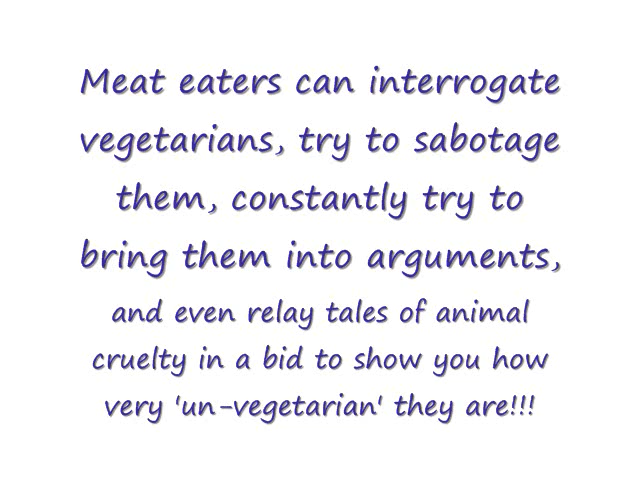 Meat eaters can interrogate
vegetarians, try to sabotage
them, constantly try to
bring them into arguments,
and even relay tales of animal
cruelty in a bid to show you how
very 'un-vegetarian' they are!!!